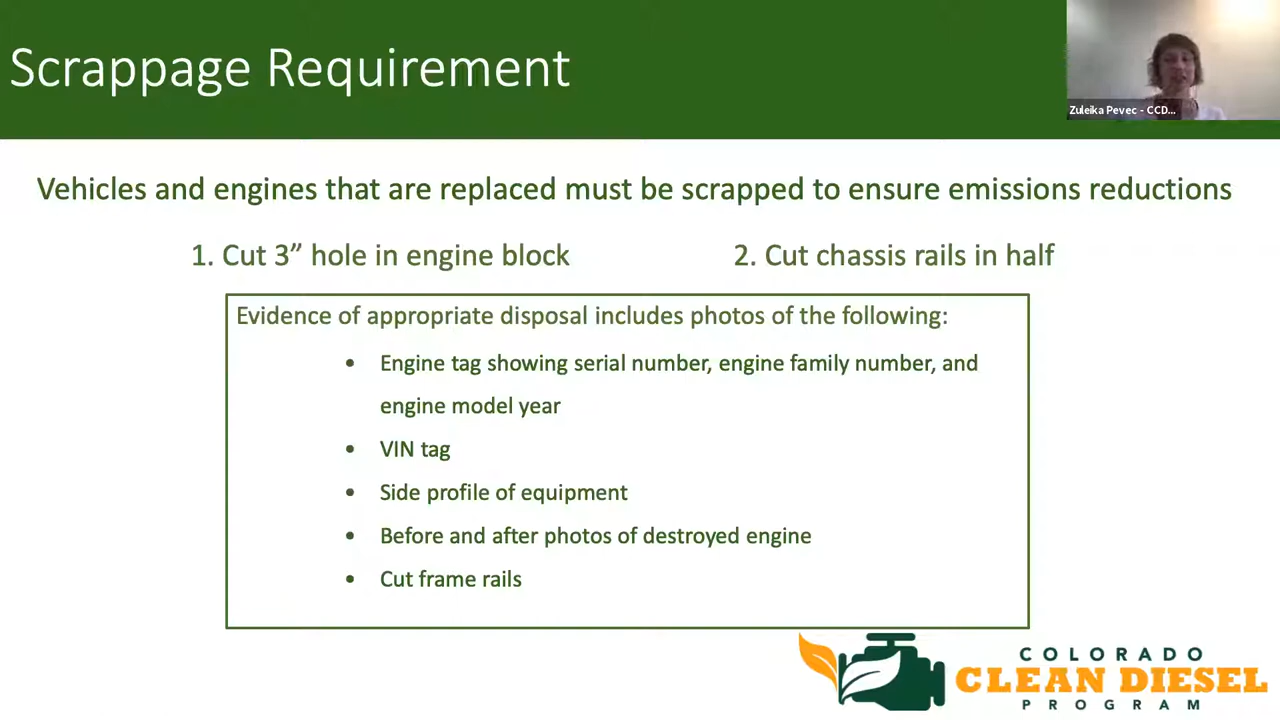 Scrappage Requirement
Zuleika Pevec - CCD...
Vehicles and engines that are replaced must be scrapped to ensure emissions reductions
1. Cut 3” hole in engine block
2. Cut chassis rails in half
Evidence of appropriate disposal includes photos of the following:
• Engine tag showing serial number, engine family number, and
engine model year
• VIN tag
• Side profile of equipment
• Before and after photos of destroyed engine
• Cut frame rails
COLORADO
CLEAN DIESEL
PROGRAM